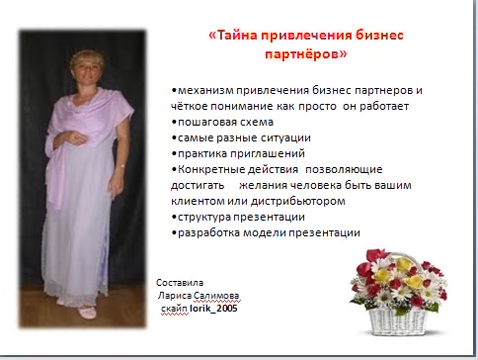 «Тайна привлечения бизнес
партнёров»
•механизм привлечения бизнес партнеров и
чёткое понимание как просто он работает
•пошаговая схема
•самые разные ситуации
•практика приглашений
•Конкретные действия позволяющие
достигать желания человека быть вашим
клиентом или дистрибьютором
•структура презентации
•разработка модели презентации
Составила
Лариса Салимова
скайп lorik_2005